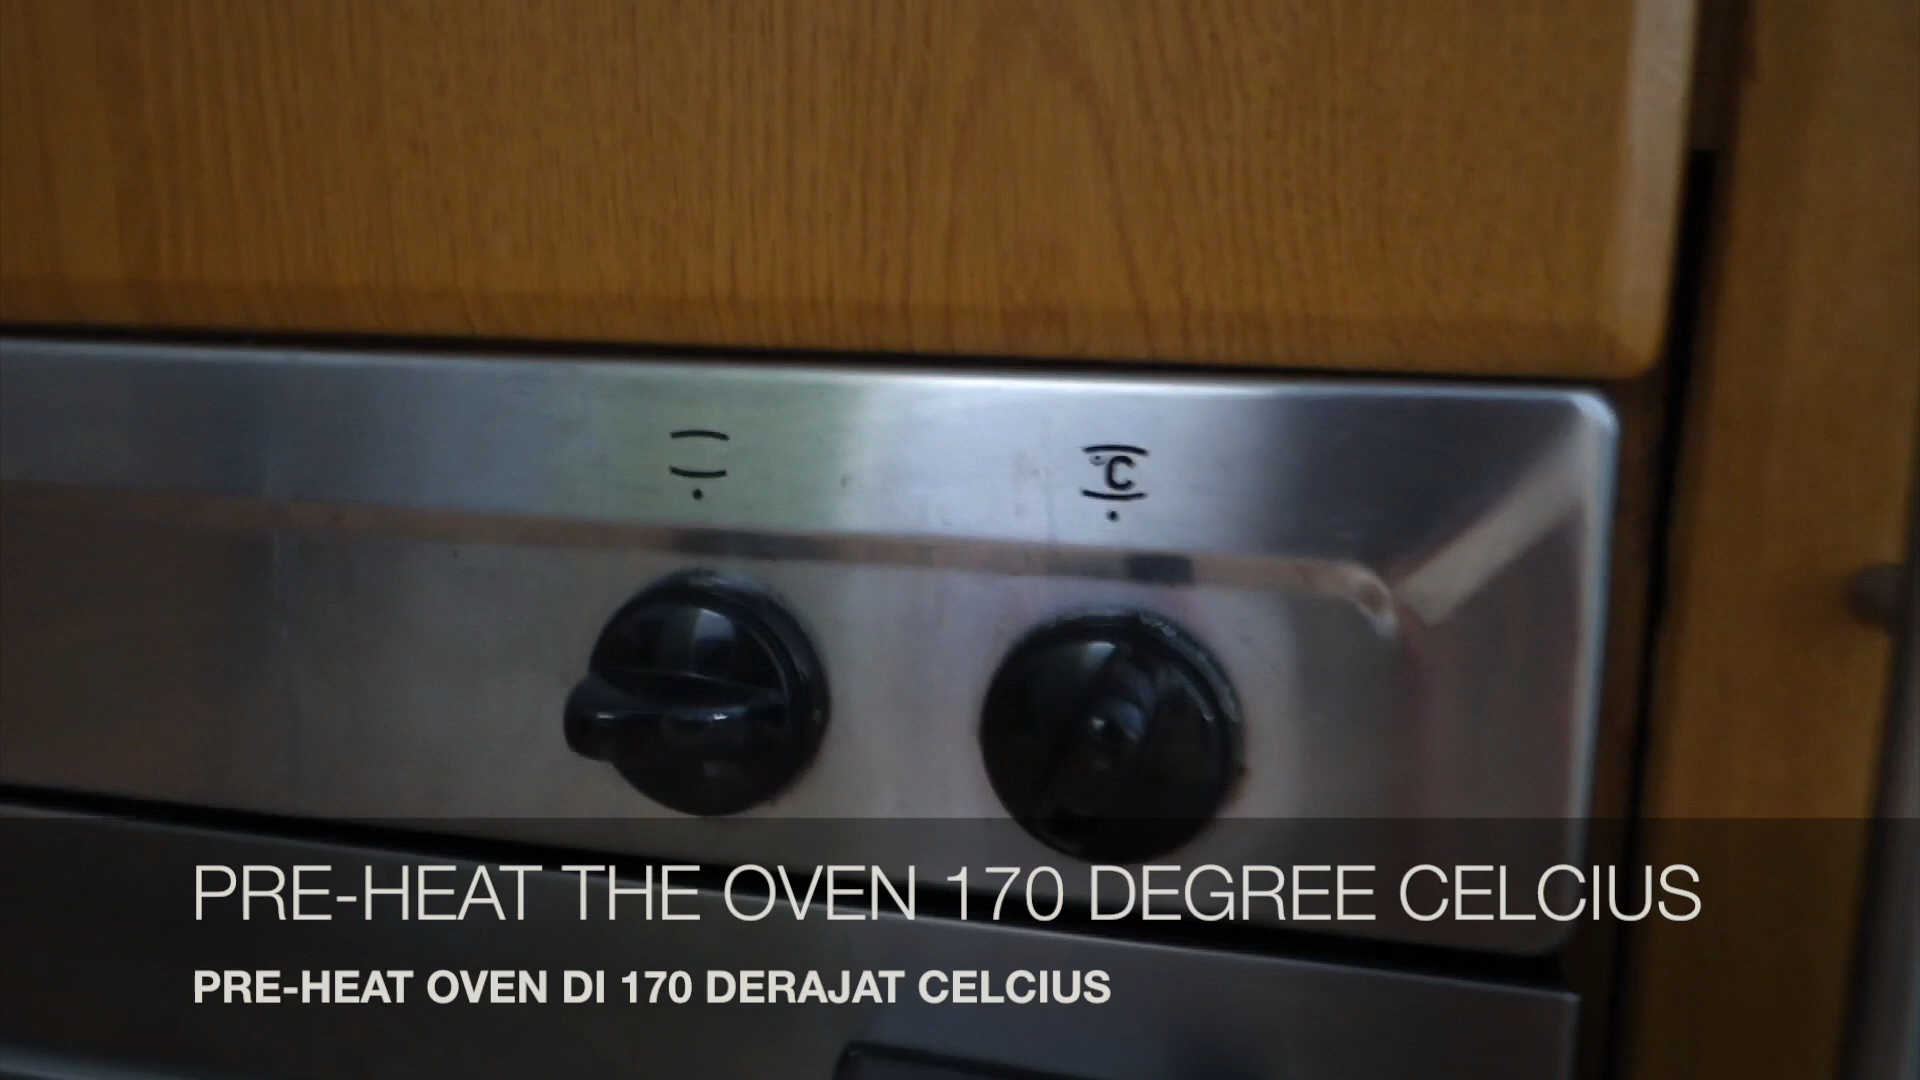 °C
PRE-HEAT THE OVEN 170 DEGREE CELCIUS
PRE-HEAT OVEN DI 170 DERAJAT CELCIUS